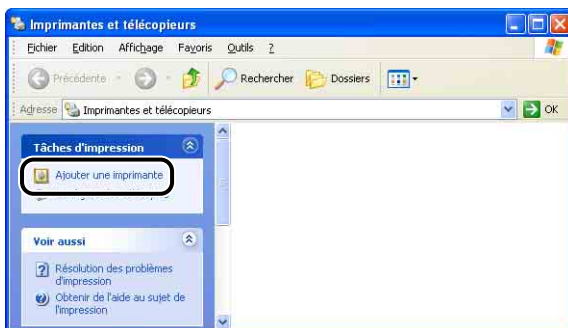 Imprimantes et télécopieurs
Fichier Edition Affichage Favoris Outils ?
Précédente Rechercher Dossiers
Adresse Imprimantes et télécopieurs OK
Tâches d'impression
Ajouter une imprimante
Voir aussi
Résolution des problèmes
d'impression
Obtenir de l'aide au sujet de
l'impression